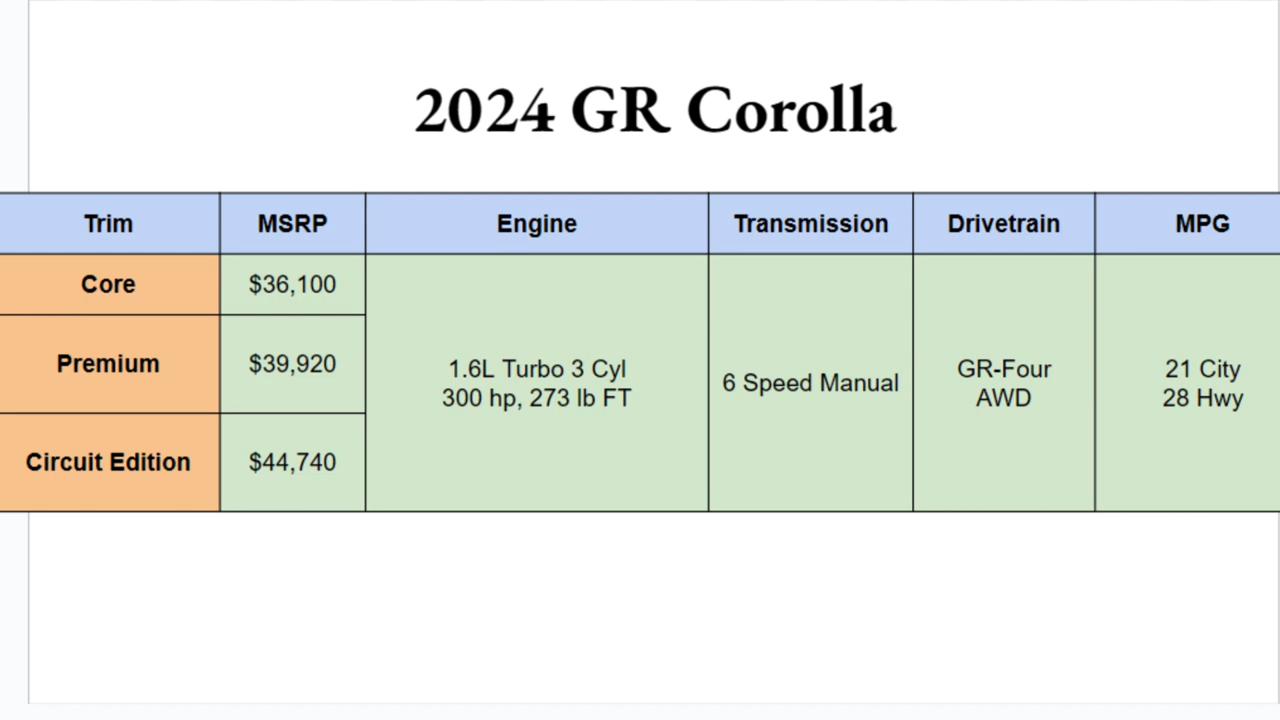 2024 GR Corolla
Trim MSRP Engine Transmission Drivetrain MPG
Core $36,100
Premium $39,920
Circuit Edition $44,740
1.6L Turbo 3 Cyl
300 hp, 273 lb FT
6 Speed Manual
GR-Four
AWD
21 City
28 Hwy